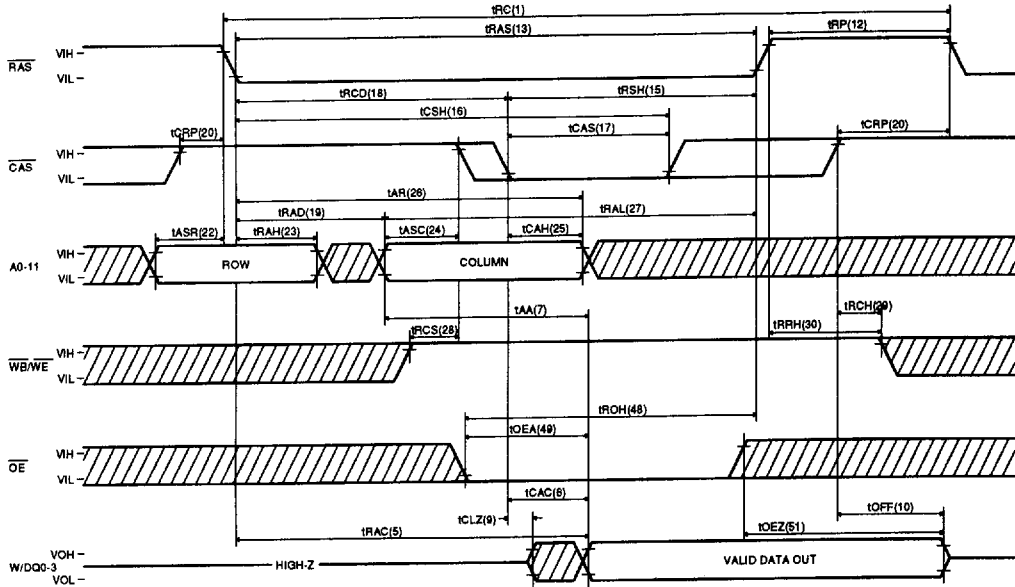 tRC(1)
tRAS(13)
tRP(12)
RAS
VIH
VIL
tRCD(18)
tRSH(15)
tCSH(16)
tCRP(20)
tCAS(17)
tCRP(20)
CAS
VIH
VIL
tAR(26)
tRAD(19)
tRAL(27)
tASR(22)
tRAH(23)
tASC(24)
tCAH(25)
A0-11
VIH
VIL
ROW
COLUMN
tAA(7)
tRCH(29)
tRCS(28)
tRRH(30)
WB/WE
VIH
VIL
tROH(48)
tOEA(49)
OE
VIH
VIL
tCAC(6)
tOFF(10)
tCLZ(9)
tRAC(5)
tOEZ(51)
W/DQ0-3
VOH
VOL
HIGH-Z
VALID DATA OUT